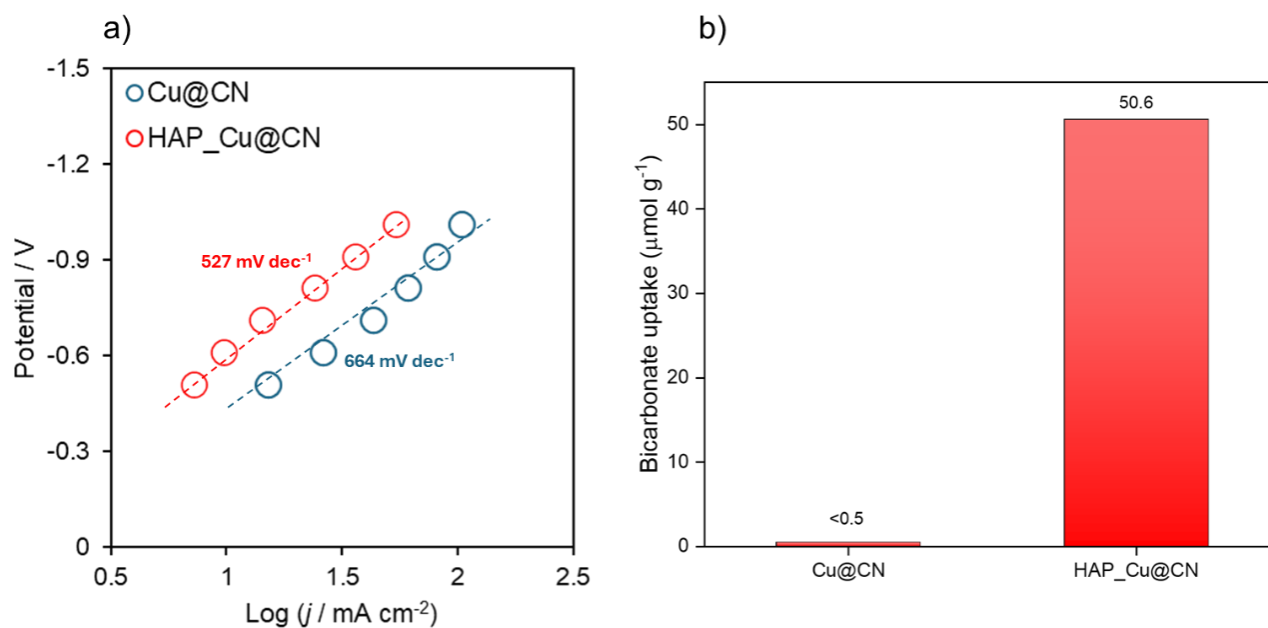 a)
-1.5
-1.2
-0.9
-0.6
-0.3
0
Potential / V
Cu@CN
HAP_Cu@CN
527 mV dec⁻¹
664 mV dec⁻¹
0.5 1 1.5 2 2.5
Log (j / mA cm⁻²)
b)
50
40
30
20
10
0
Bicarbonate uptake (μmol g⁻¹)
<0.5
50.6
Cu@CN HAP_Cu@CN